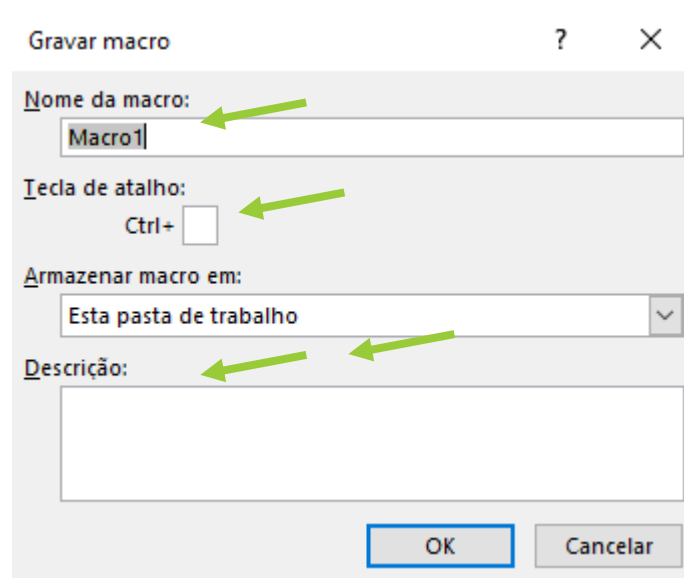 Gravar macro ?
Nome da macro:
Macro1
Tecla de atalho:
Ctrl+
Armazenar macro em:
Esta pasta de trabalho
Descrição:
OK Cancelar